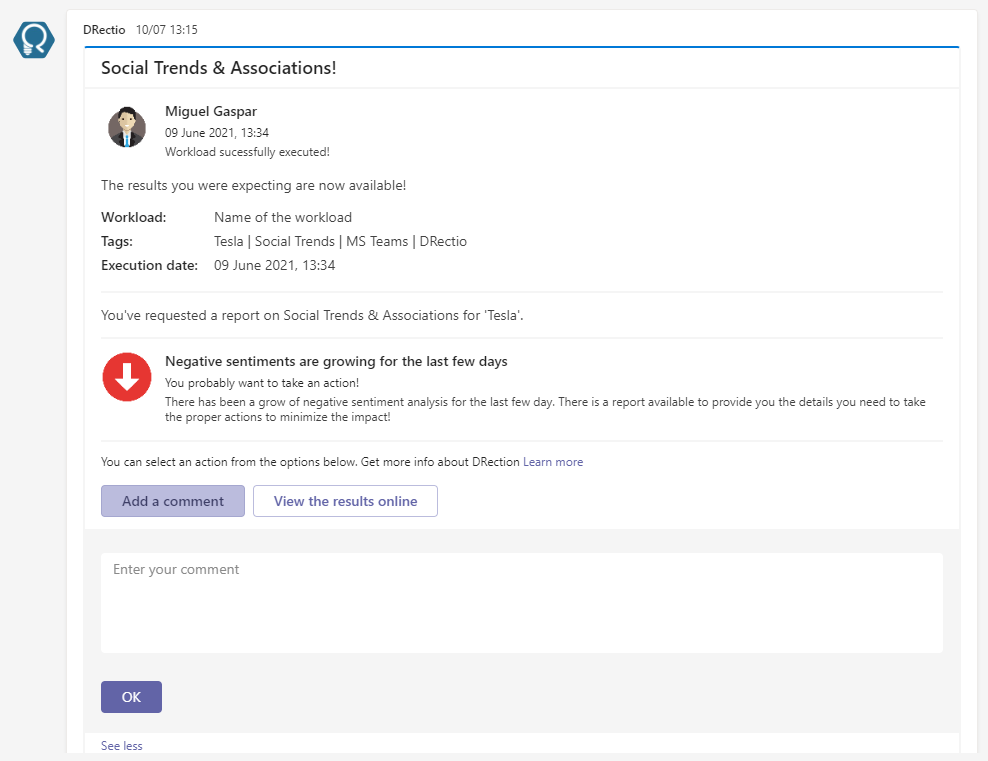 DRectio 10/07 13:15
Social Trends & Associations!
Miguel Gaspar
09 June 2021, 13:34
Workload sucessfully executed!
The results you were expecting are now available!
Workload: Name of the workload
Tags: Tesla | Social Trends | MS Teams | DRectio
Execution date: 09 June 2021, 13:34
You've requested a report on Social Trends & Associations for 'Tesla'.
Negative sentiments are growing for the last few days
You probably want to take an action!
There has been a grow of negative sentiment analysis for the last few day. There is a report available to provide you the details you need to take
the proper actions to minimize the impact!
You can select an action from the options below. Get more info about DRection Learn more
Add a comment View the results online
Enter your comment
OK
See less